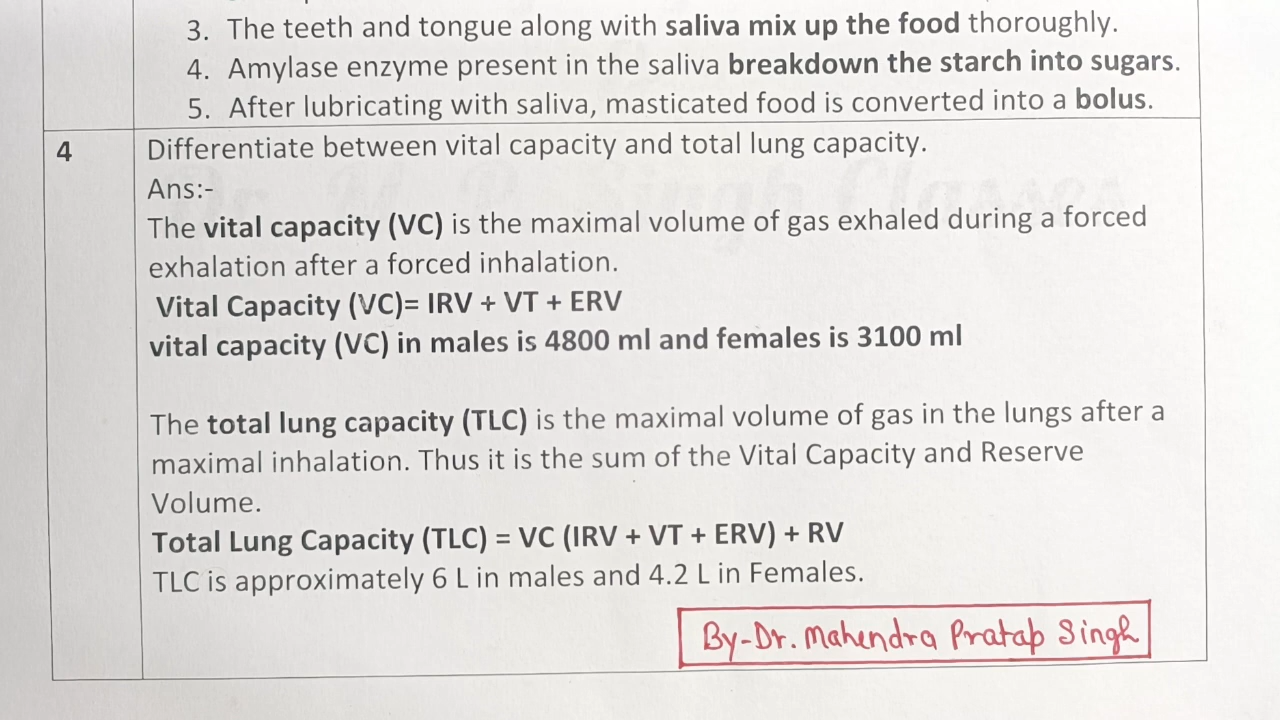 3. The teeth and tongue along with saliva mix up the food thoroughly.
4. Amylase enzyme present in the saliva breakdown the starch into sugars.
5. After lubricating with saliva, masticated food is converted into a bolus.
4
Differentiate between vital capacity and total lung capacity.
Ans:-
The vital capacity (VC) is the maximal volume of gas exhaled during a forced
exhalation after a forced inhalation.
Vital Capacity (VC)= IRV + VT + ERV
vital capacity (VC) in males is 4800 ml and females is 3100 ml
The total lung capacity (TLC) is the maximal volume of gas in the lungs after a
maximal inhalation. Thus it is the sum of the Vital Capacity and Reserve
Volume.
Total Lung Capacity (TLC) = VC (IRV + VT + ERV) + RV
TLC is approximately 6 L in males and 4.2 L in Females.
By-Dr. Mahendra Pratap Singh